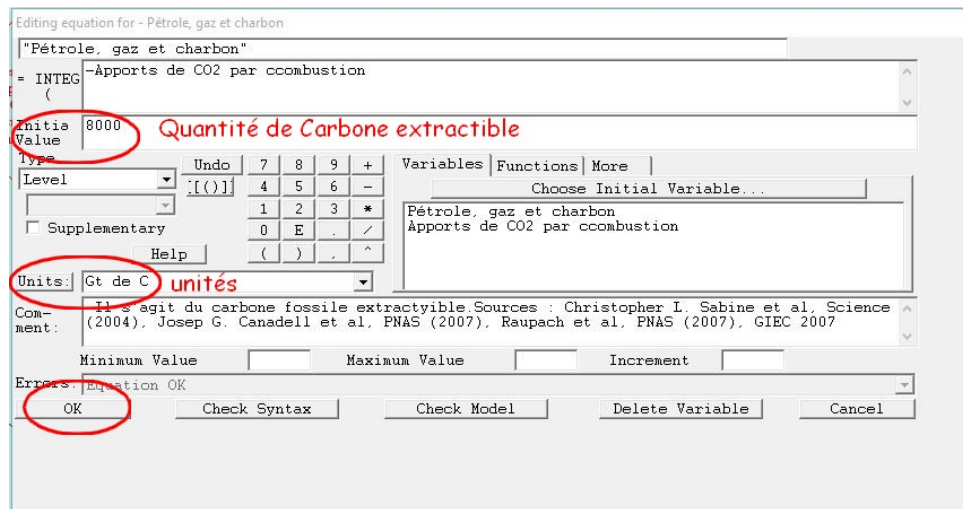 Editing equation for - Pétrole, gaz et charbon
"Pétrole, gaz et charbon"
= INTEG (
-Apports de CO2 par ccombustion
Initia Value
8000
Quantité de Carbone extractible
Type
Undo
7 8 9 +
Variables Functions More
Level
[[()]]
4 5 6 -
Choose Initial Variable...
1 2 3 *
Pétrole, gaz et charbon
Supplementary
0 E . /
Apports de CO2 par ccombustion
Help
( ) , ^
Units:
Gt de C
unités
Com-
ment:
Il s'agit du carbone fossile extractyible.Sources : Christopher L. Sabine et al, Science
(2004), Josep G. Canadell et al, PNAS (2007), Raupach et al, PNAS (2007), GIEC 2007
Minimum Value Maximum Value Increment
Errors: Equation OK
OK Check Syntax Check Model Delete Variable Cancel